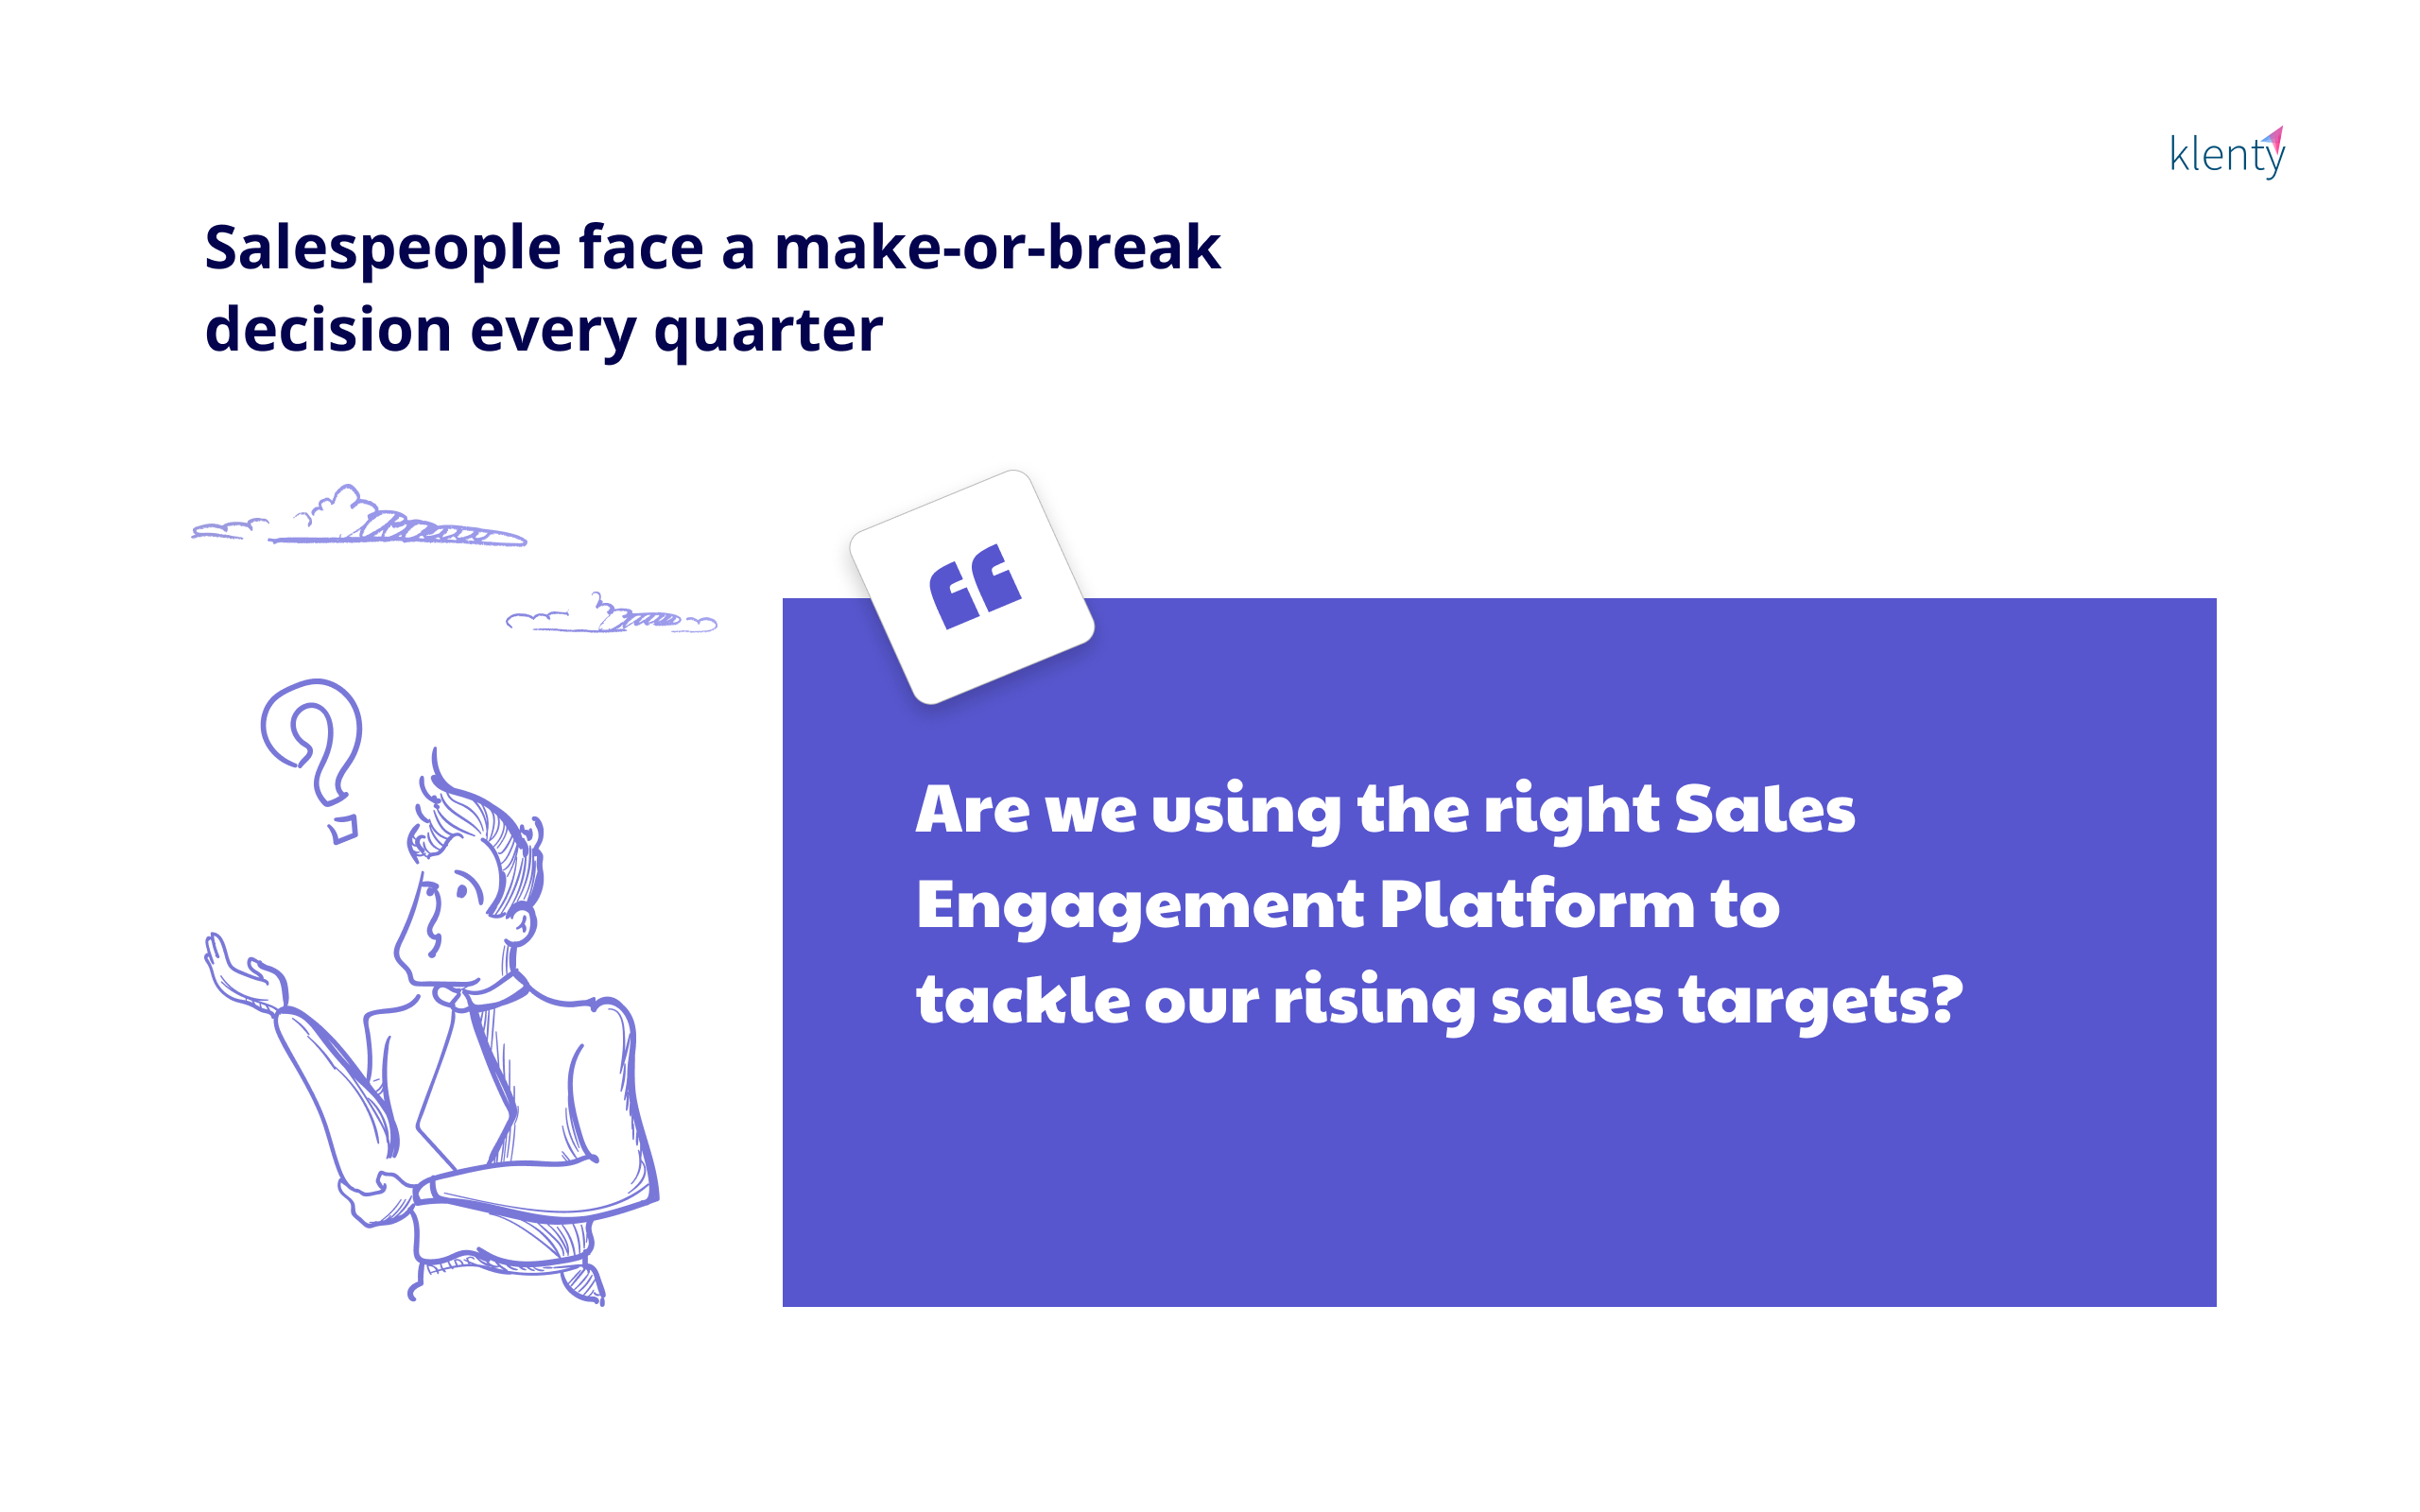 klenty
Salespeople face a make-or-break
decision every quarter
Are we using the right Sales
Engagement Platform to
tackle our rising sales targets?